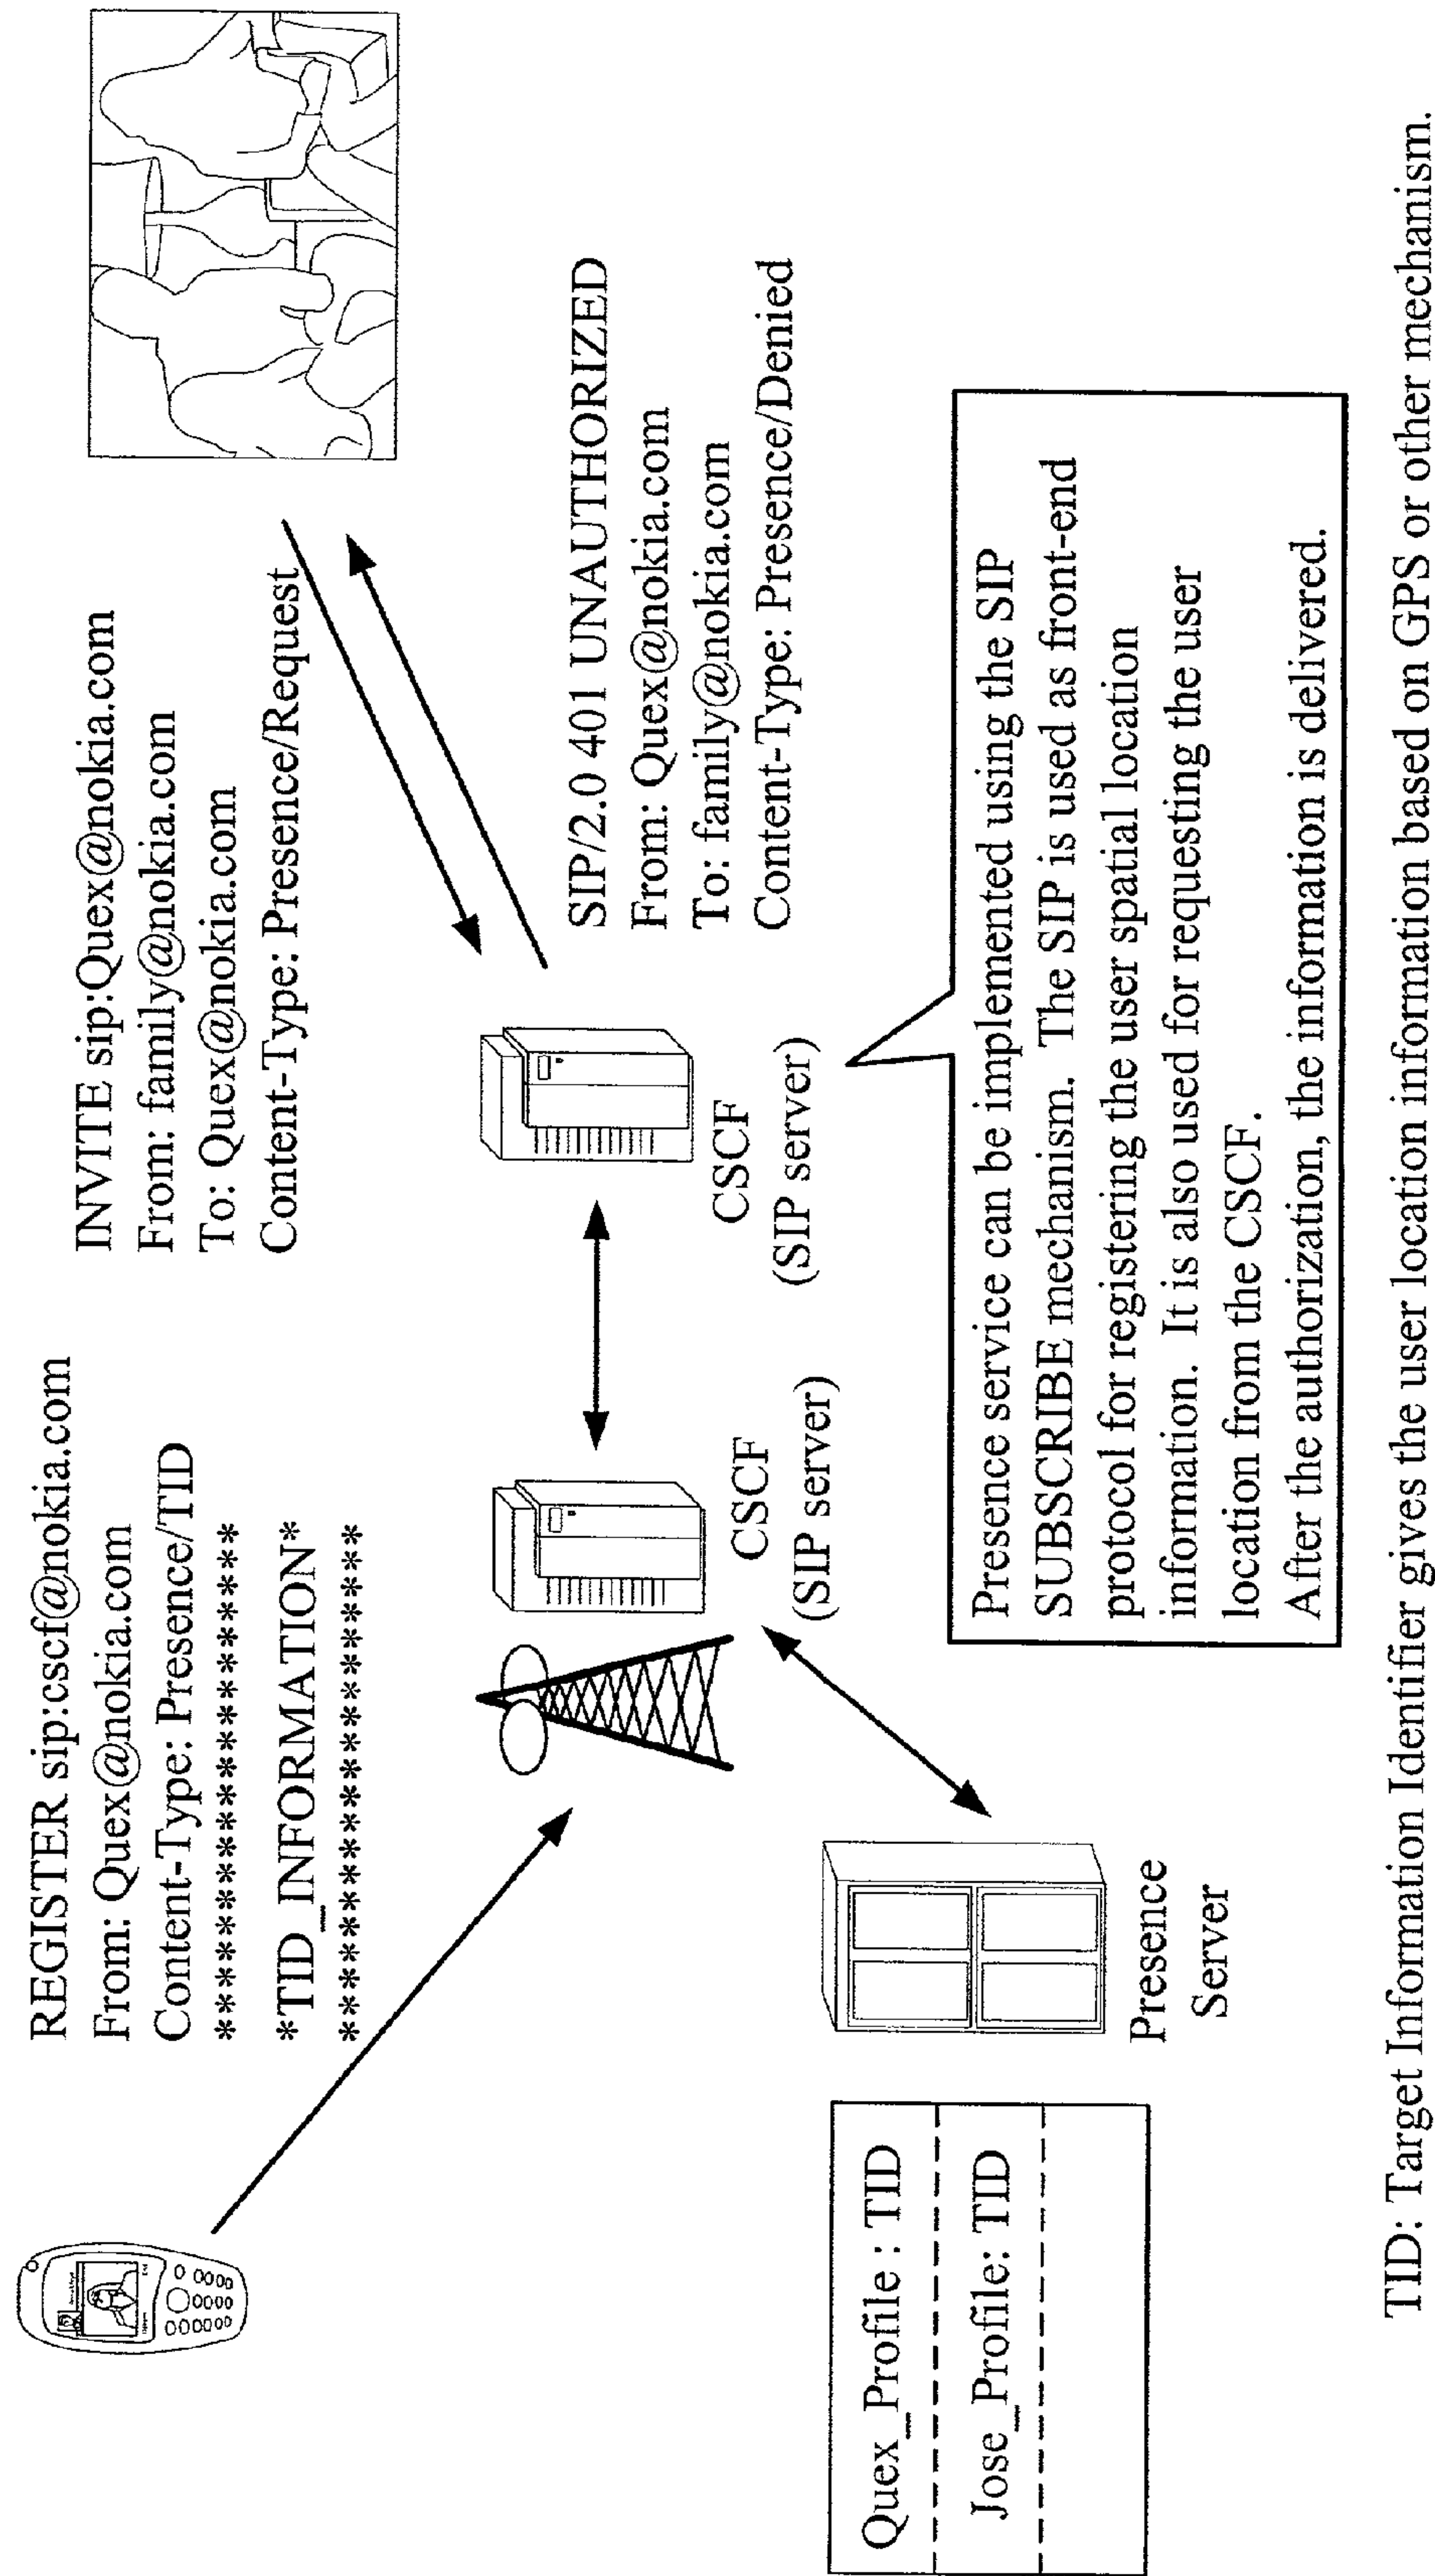 REGISTER sip:cscf@nokia.com
From: Quex@nokia.com
Content-Type: Presence/TID
**********************
*TID_INFORMATION*
**********************
INVITE sip:Quex@nokia.com
From: family@nokia.com
To: Quex@nokia.com
Content-Type: Presence/Request
SIP/2.0 401 UNAUTHORIZED
From: Quex@nokia.com
To: family@nokia.com
Content-Type: Presence/Denied
CSCF
(SIP server)
CSCF
(SIP server)
Presence
Server
Quex_Profile : TID
Jose_Profile: TID
Presence service can be implemented using the SIP
SUBSCRIBE mechanism. The SIP is used as front-end
protocol for registering the user spatial location
information. It is also used for requesting the user
location from the CSCF.
After the authorization, the information is delivered.
TID: Target Information Identifier gives the user location information based on GPS or other mechanism.